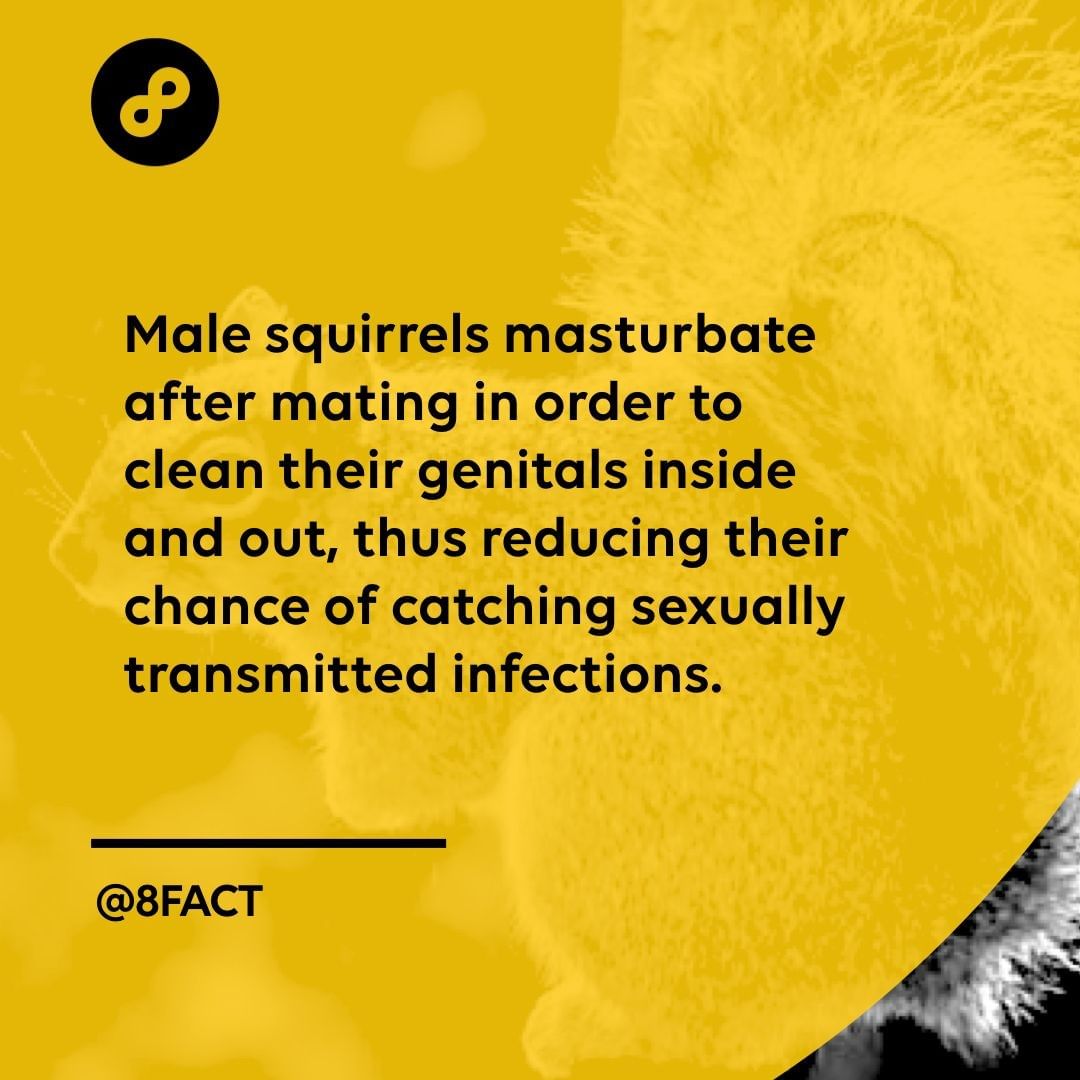 Male squirrels masturbate
after mating in order to
clean their genitals inside
and out, thus reducing their
chance of catching sexually
transmitted infections.
@8FACT